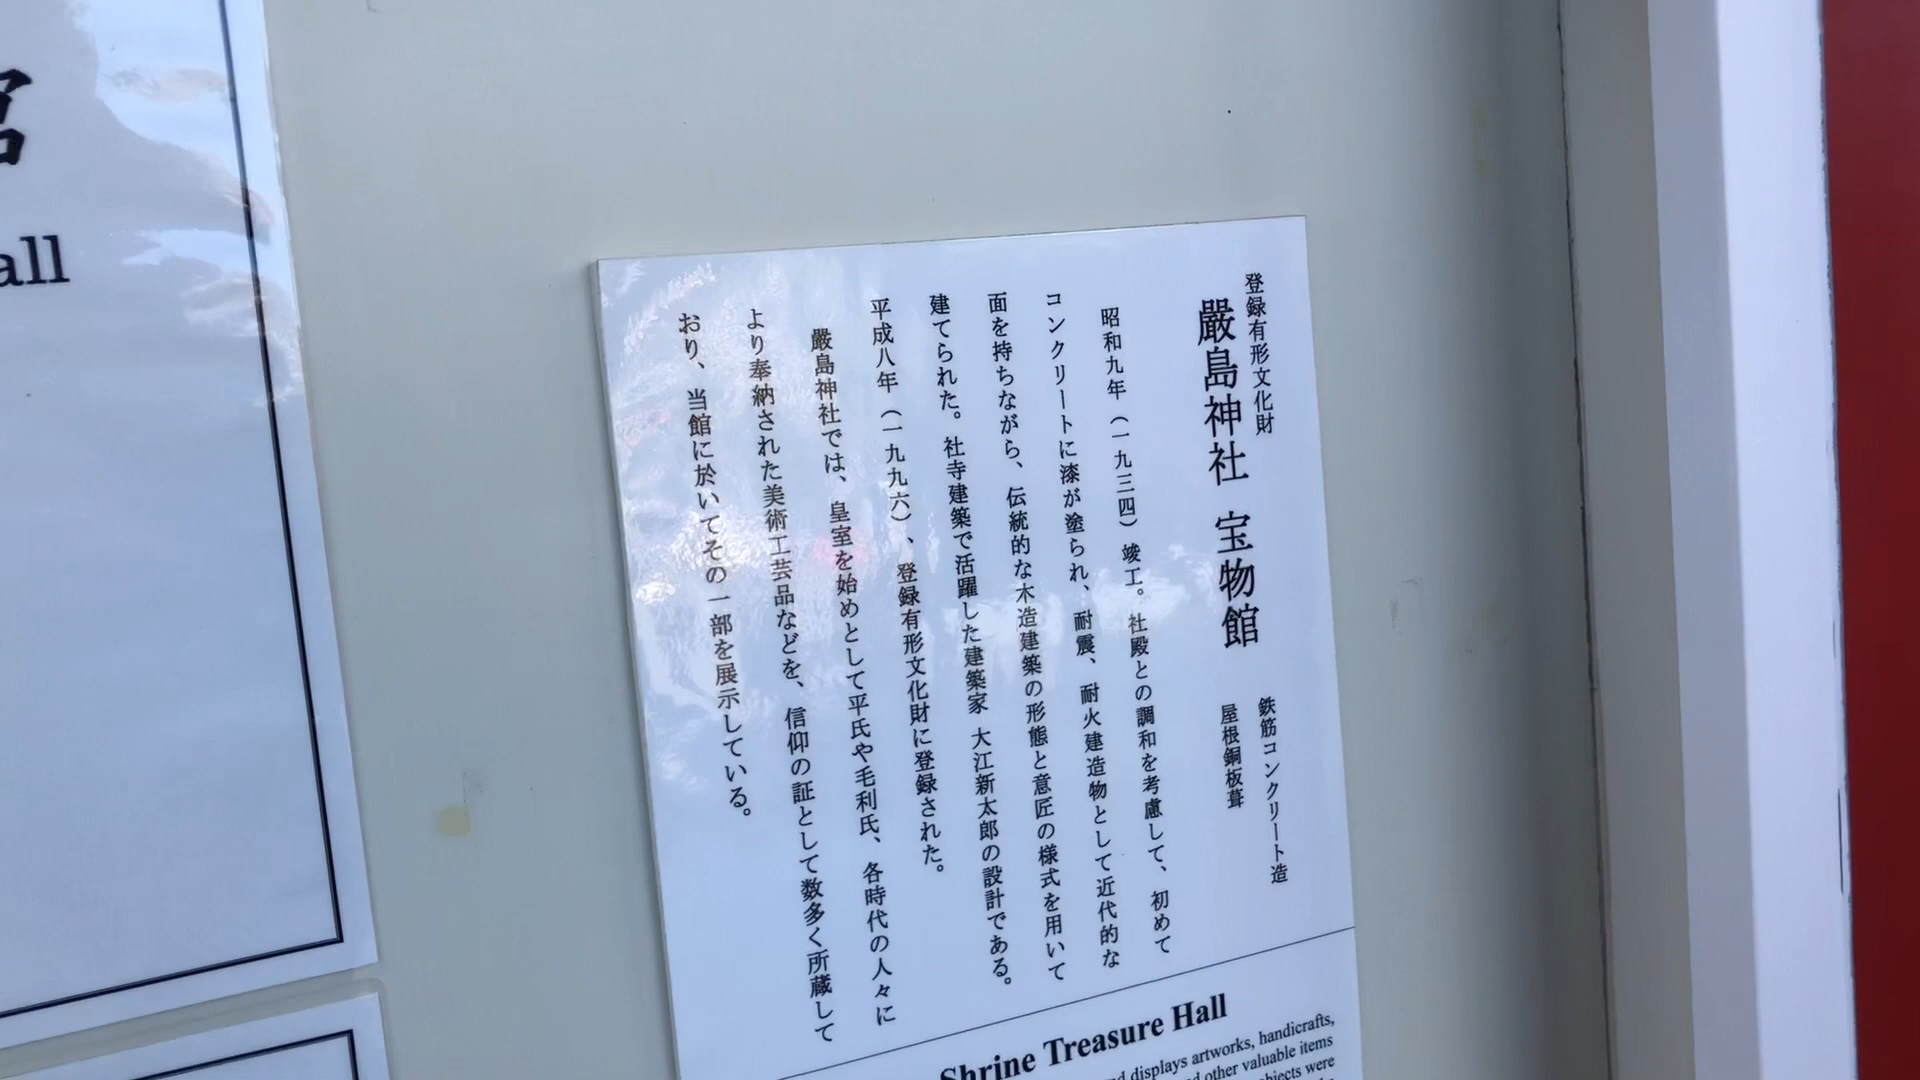 登録有形文化財
嚴島神社 宝物館
鉄筋コンクリート造
屋根銅板葺
昭和九年（一九三四）竣工。社殿との調和を考慮して、初めて
コンクリートに漆が塗られ、耐震、耐火建造物として近代的な
面を持ちながら、伝統的な木造建築の形態と意匠の様式を用いて
建てられた。社寺建築で活躍した建築家 大江新太郎の設計である。
平成八年（一九九六）、登録有形文化財に登録された。
嚴島神社では、皇室を始めとして平氏や毛利氏、各時代の人々に
より奉納された美術工芸品などを、信仰の証として数多く所蔵して
おり、当館に於いてその一部を展示している。
Shrine Treasure Hall
displays artworks, handicrafts,
other valuable items
were
all